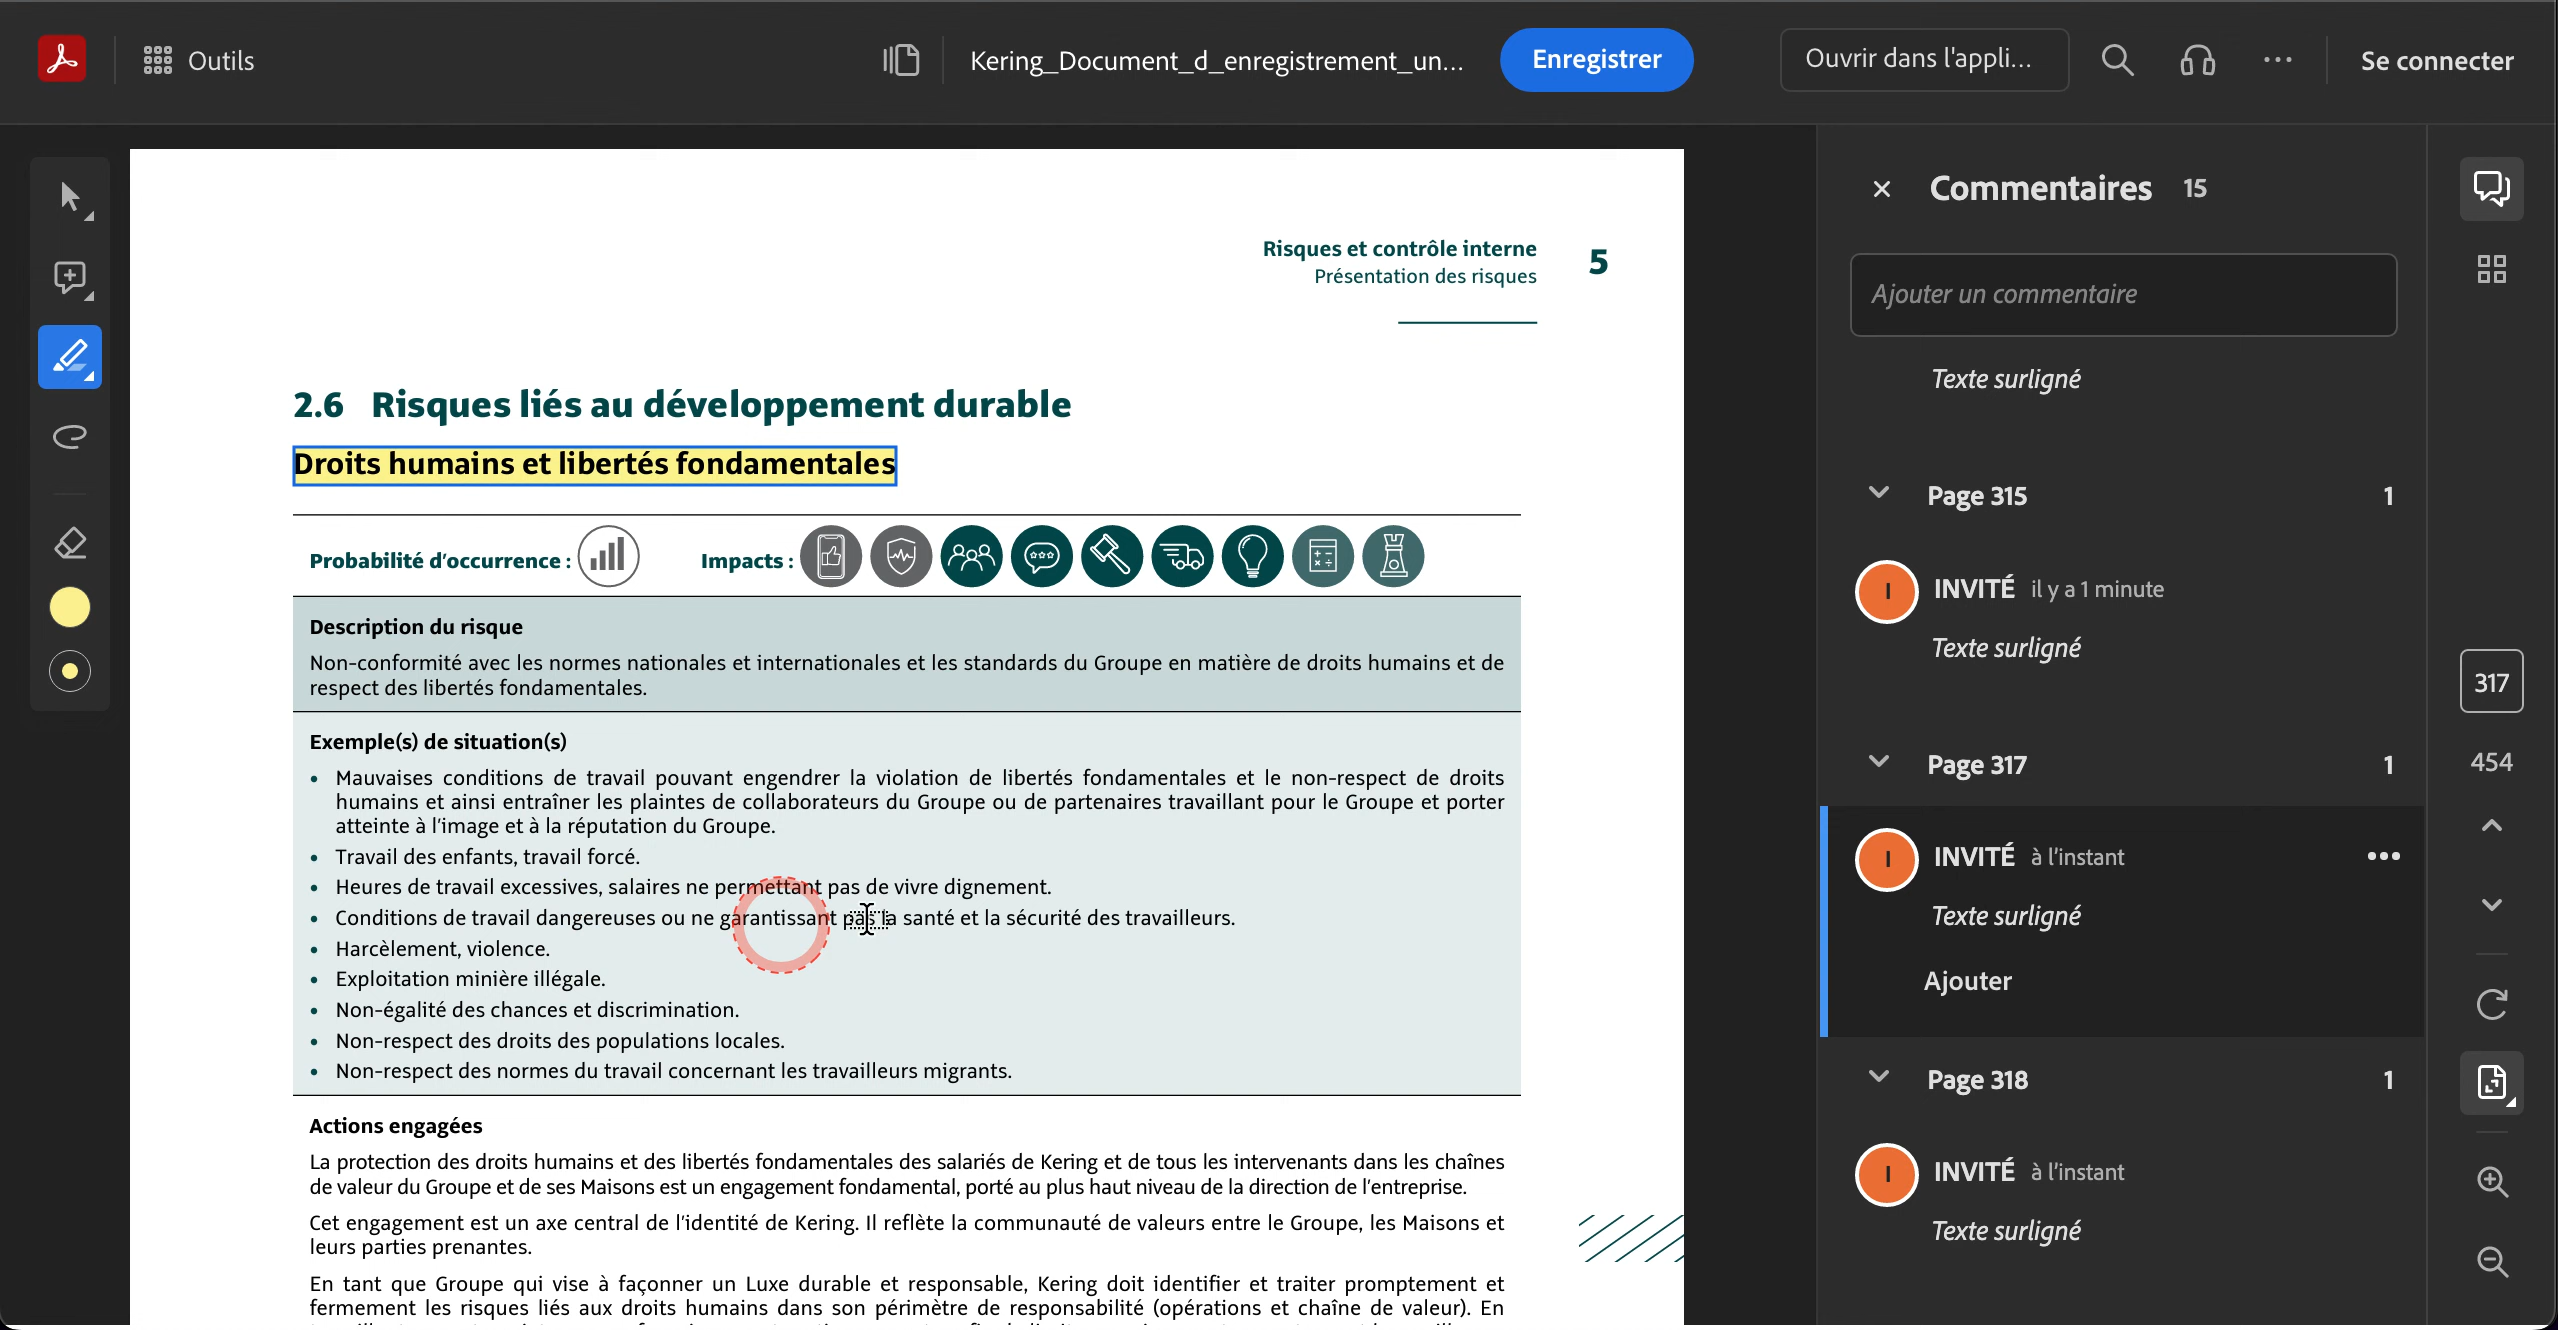 Outils
Kering_Document_d_enregistrement_un...
Enregistrer
Ouvrir dans l'appli...
Se connecter
Risques et contrôle interne
5
Présentation des risques
2.6 Risques liés au développement durable
Droits humains et libertés fondamentales
Probabilité d'occurrence :
Impacts :
Description du risque
Non-conformité avec les normes nationales et internationales et les standards du Groupe en matière de droits humains et de
respect des libertés fondamentales.
Exemple(s) de situation(s)
• Mauvaises conditions de travail pouvant engendrer la violation de libertés fondamentales et le non-respect de droits
humains et ainsi entraîner les plaintes de collaborateurs du Groupe ou de partenaires travaillant pour le Groupe et porter
atteinte à l'image et à la réputation du Groupe.
• Travail des enfants, travail forcé.
• Heures de travail excessives, salaires ne permettant pas de vivre dignement.
• Conditions de travail dangereuses ou ne garantissant pas la santé et la sécurité des travailleurs.
• Harcèlement, violence.
• Exploitation minière illégale.
• Non-égalité des chances et discrimination.
• Non-respect des droits des populations locales.
• Non-respect des normes du travail concernant les travailleurs migrants.
Actions engagées
La protection des droits humains et des libertés fondamentales des salariés de Kering et de tous les intervenants dans les chaînes
de valeur du Groupe et de ses Maisons est un engagement fondamental, porté au plus haut niveau de la direction de l'entreprise.
Cet engagement est un axe central de l'identité de Kering. Il reflète la communauté de valeurs entre le Groupe, les Maisons et
leurs parties prenantes.
En tant que Groupe qui vise à façonner un Luxe durable et responsable, Kering doit identifier et traiter promptement et
fermement les risques liés aux droits humains dans son périmètre de responsabilité (opérations et chaîne de valeur). En
Commentaires 15
Ajouter un commentaire
Texte surligné
Page 315 1
I INVITÉ il y a 1 minute
Texte surligné
Page 317 1
I INVITÉ à l'instant
Texte surligné
Ajouter
Page 318 1
I INVITÉ à l'instant
Texte surligné
317
454